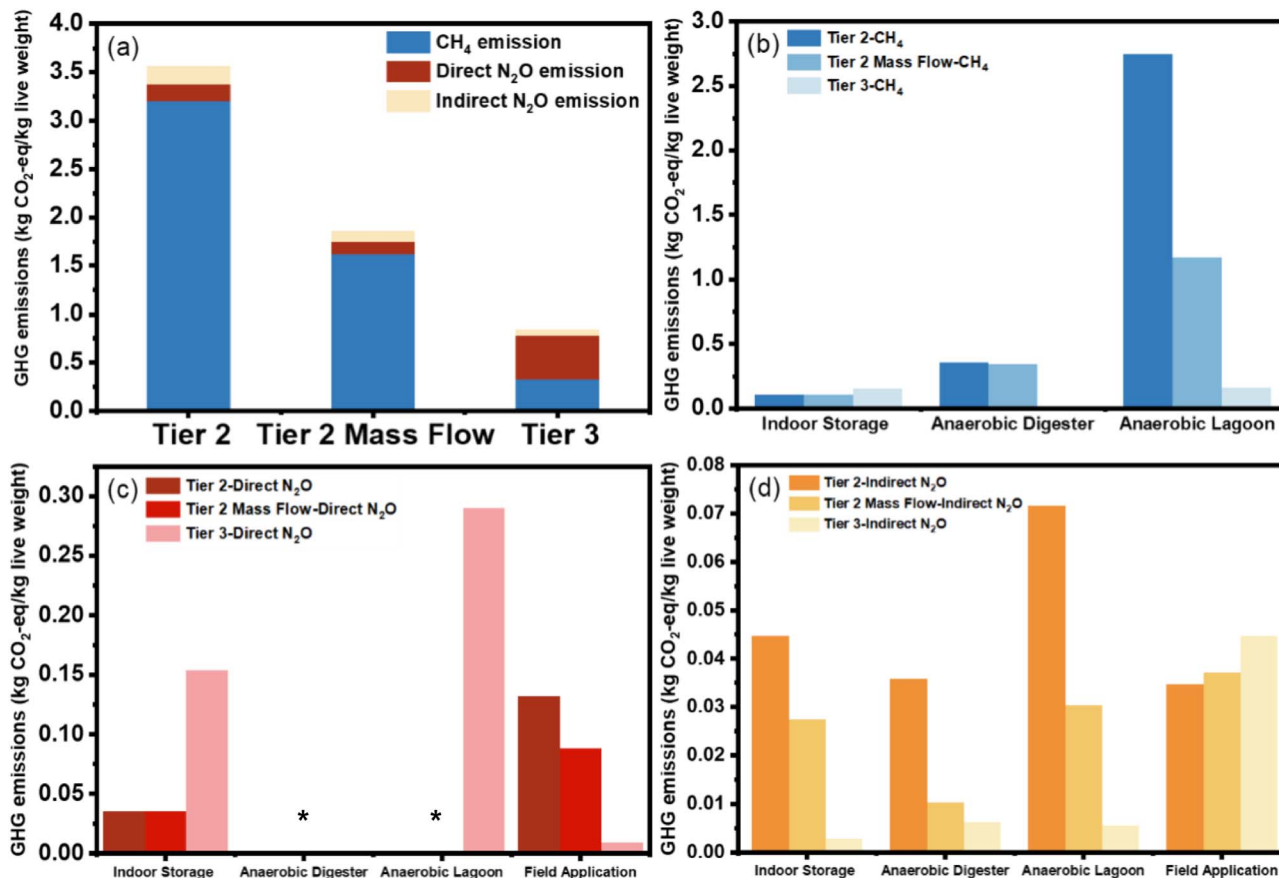 (a)
GHG emissions (kg CO₂-eq/kg live weight)
4.0
3.5
3.0
2.5
2.0
1.5
1.0
0.5
0.0
CH₄ emission
Direct N₂O emission
Indirect N₂O emission
Tier 2 Tier 2 Mass Flow Tier 3
(b)
GHG emissions (kg CO₂-eq/kg live weight)
3.0
2.5
2.0
1.5
1.0
0.5
0.0
Tier 2-CH₄
Tier 2 Mass Flow-CH₄
Tier 3-CH₄
Indoor Storage Anaerobic Digester Anaerobic Lagoon
(c)
GHG emissions (kg CO₂-eq/kg live weight)
0.30
0.25
0.20
0.15
0.10
0.05
0.00
Tier 2-Direct N₂O
Tier 2 Mass Flow-Direct N₂O
Tier 3-Direct N₂O
* *
Indoor Storage Anaerobic Digester Anaerobic Lagoon Field Application
(d)
GHG emissions (kg CO₂-eq/kg live weight)
0.08
0.07
0.06
0.05
0.04
0.03
0.02
0.01
0.00
Tier 2-Indirect N₂O
Tier 2 Mass Flow-Indirect N₂O
Tier 3-Indirect N₂O
Indoor Storage Anaerobic Digester Anaerobic Lagoon Field Application